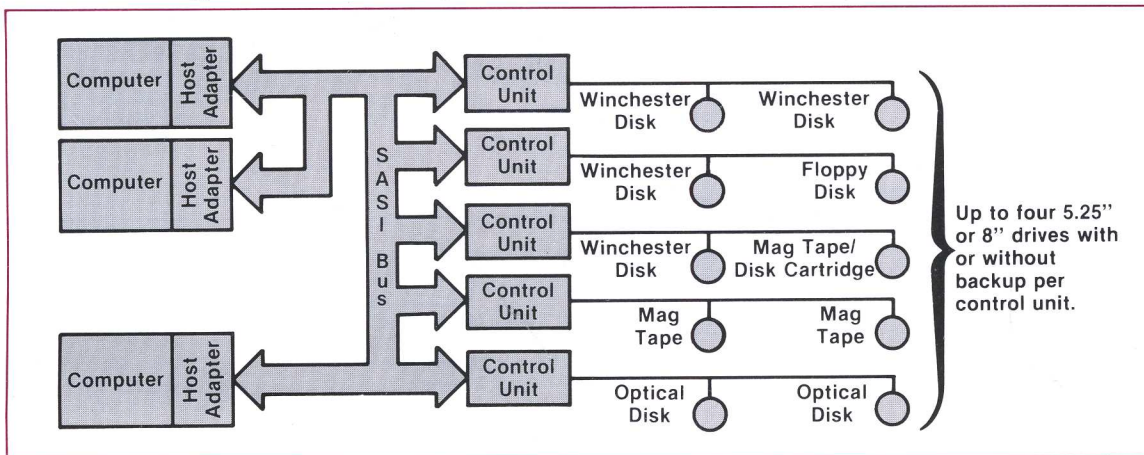 Computer
Host
Adapter
Computer
Host
Adapter
Computer
Host
Adapter
SASI Bus
Control
Unit
Winchester
Disk
Winchester
Disk
Control
Unit
Winchester
Disk
Floppy
Disk
Control
Unit
Winchester
Disk
Mag Tape/
Disk Cartridge
Control
Unit
Mag
Tape
Mag
Tape
Control
Unit
Optical
Disk
Optical
Disk
Up to four 5.25''
or 8'' drives with
or without
backup per
control unit.